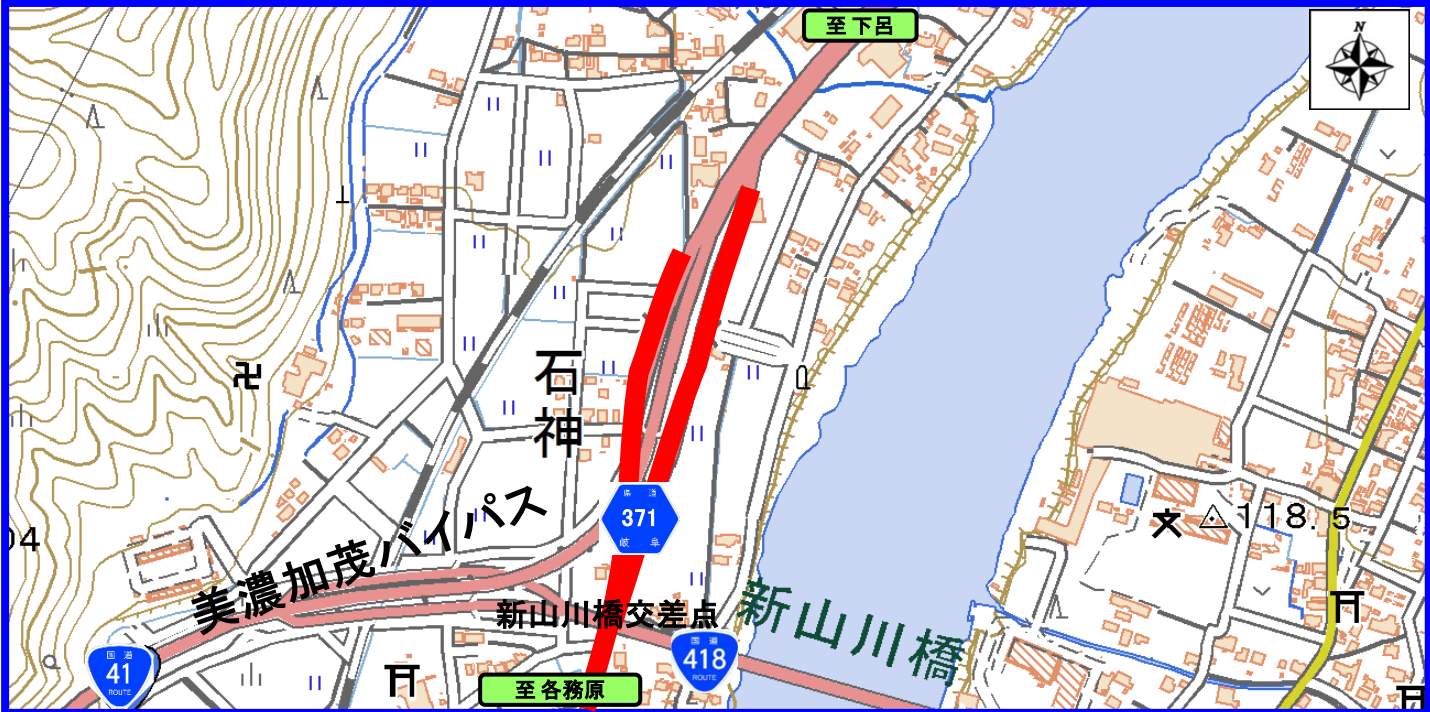 至 下呂
N
石神
県道
371
岐阜
美濃加茂バイパス
04
118.5
新山川橋交差点
新山川橋
国道
41
ROUTE
国道
418
ROUTE
至 各務原